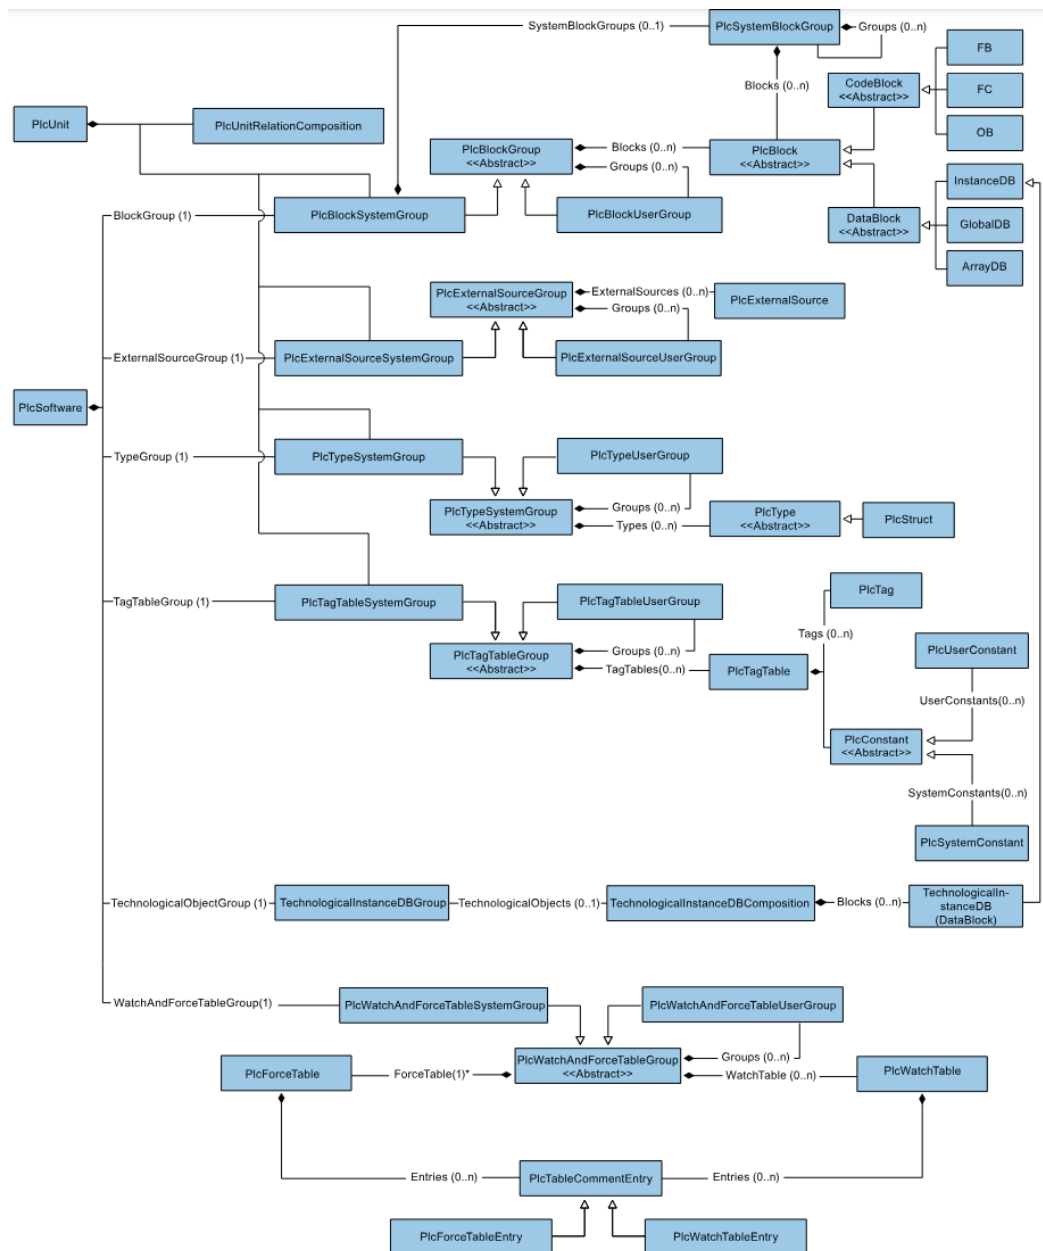 SystemBlockGroups (0..1)
PlcSystemBlockGroup
Groups (0..n)
FB
Blocks (0..n)
CodeBlock
<<Abstract>>
FC
PlcUnit
PlcUnitRelationComposition
OB
PlcBlockGroup
<<Abstract>>
Blocks (0..n)
PlcBlock
<<Abstract>>
Groups (0..n)
InstanceDB
BlockGroup (1)
PlcBlockSystemGroup
PlcBlockUserGroup
DataBlock
<<Abstract>>
GlobalDB
ArrayDB
PlcExternalSourceGroup
<<Abstract>>
ExternalSources (0..n)
PlcExternalSource
Groups (0..n)
ExternalSourceGroup (1)
PlcExternalSourceSystemGroup
PlcExternalSourceUserGroup
PlcSoftware
TypeGroup (1)
PlcTypeSystemGroup
PlcTypeUserGroup
PlcTypeSystemGroup
<<Abstract>>
Groups (0..n)
Types (0..n)
PlcType
<<Abstract>>
PlcStruct
TagTableGroup (1)
PlcTagTableSystemGroup
PlcTagTableUserGroup
PlcTag
Tags (0..n)
PlcTagTableGroup
<<Abstract>>
Groups (0..n)
TagTables(0..n)
PlcTagTable
PlcUserConstant
UserConstants(0..n)
PlcConstant
<<Abstract>>
SystemConstants(0..n)
PlcSystemConstant
TechnologicalObjectGroup (1)
TechnologicalInstanceDBGroup
TechnologicalObjects (0..1)
TechnologicalInstanceDBComposition
Blocks (0..n)
TechnologicalIn-
stanceDB
(DataBlock)
WatchAndForceTableGroup(1)
PlcWatchAndForceTableSystemGroup
PlcWatchAndForceTableUserGroup
PlcForceTable
ForceTable(1)*
PlcWatchAndForceTableGroup
<<Abstract>>
Groups (0..n)
WatchTable (0..n)
PlcWatchTable
Entries (0..n)
PlcTableCommentEntry
Entries (0..n)
PlcForceTableEntry
PlcWatchTableEntry